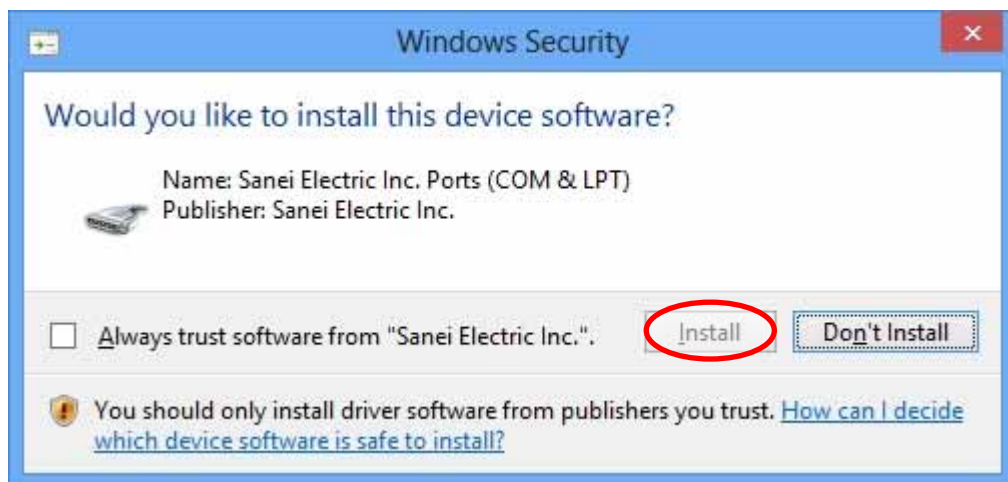 Windows Security
Would you like to install this device software?
Name: Sanei Electric Inc. Ports (COM & LPT)
Publisher: Sanei Electric Inc.
Always trust software from "Sanei Electric Inc.".
Install
Don't Install
You should only install driver software from publishers you trust. How can I decide
which device software is safe to install?